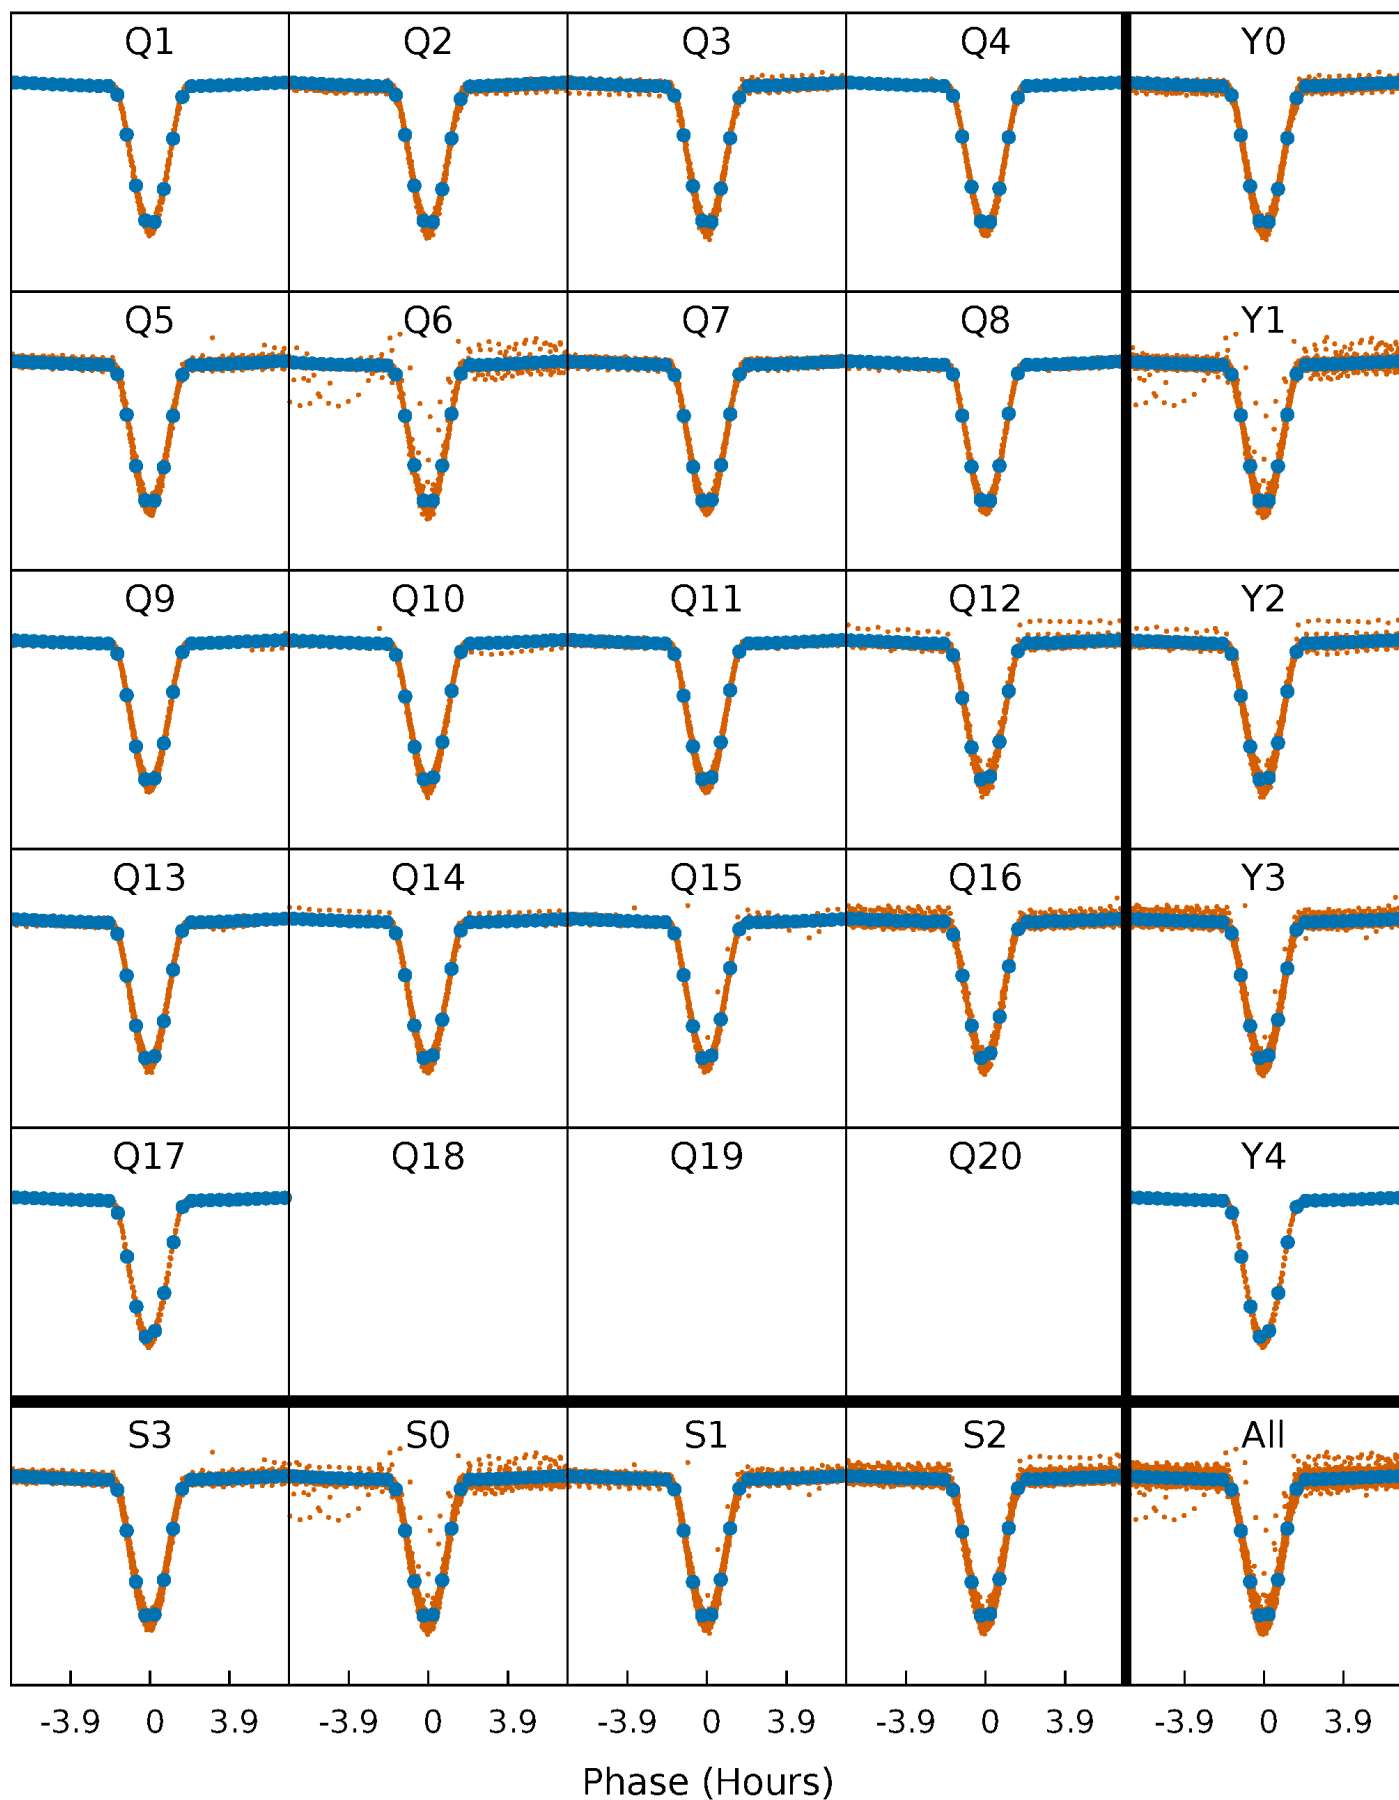 Q1 Q2 Q3 Q4 Y0
Q5 Q6 Q7 Q8 Y1
Q9 Q10 Q11 Q12 Y2
Q13 Q14 Q15 Q16 Y3
Q17 Q18 Q19 Q20 Y4
S3 S0 S1 S2 All
-3.9 0 3.9 -3.9 0 3.9 -3.9 0 3.9 -3.9 0 3.9 -3.9 0 3.9
Phase (Hours)